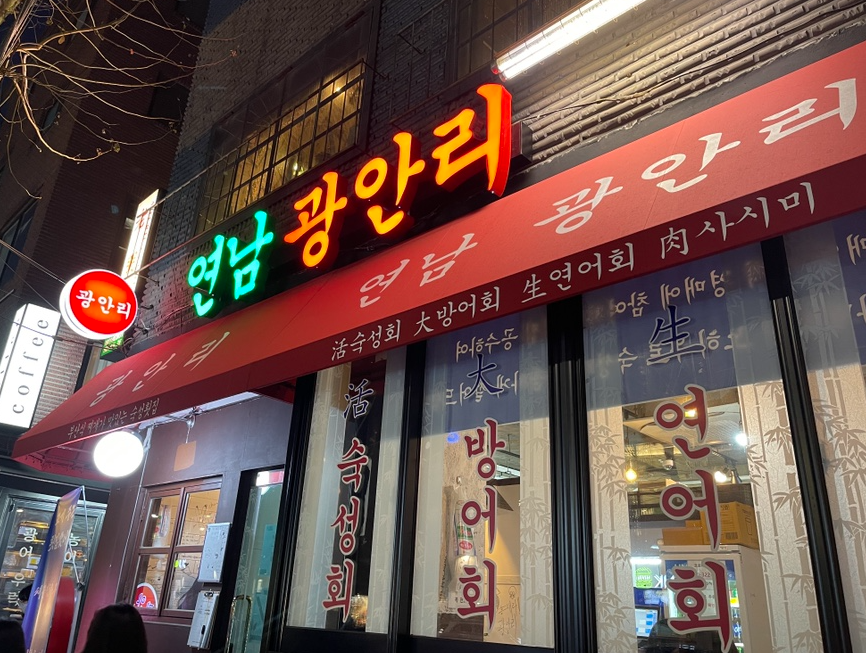 연남 광안리
광안리
coffee
연남 광안리
광안리
活숙성회 大방어회 生연어회 肉사시미
活숙성회
大방어회
生연어회